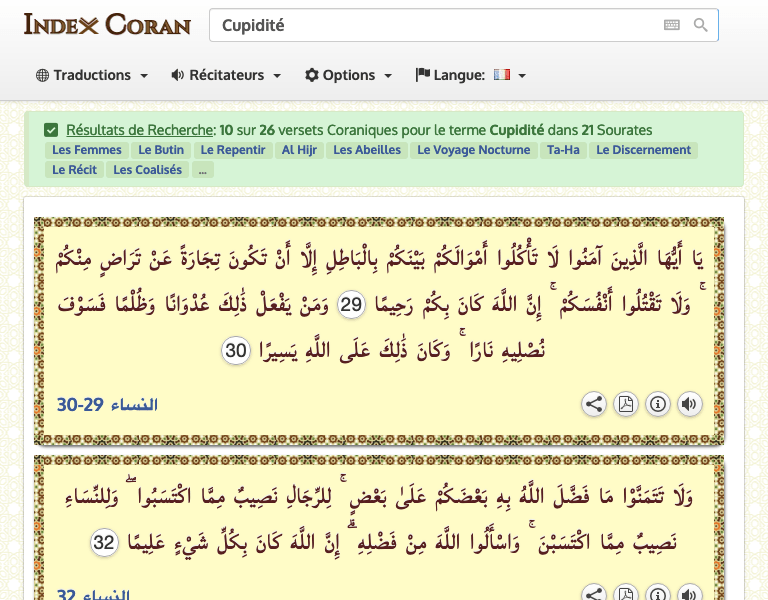 INDEX CORAN
Cupidité
Traductions Récitateurs Options Langue:
Résultats de Recherche: 10 sur 26 versets Coraniques pour le terme Cupidité dans 21 Sourates
Les Femmes Le Butin Le Repentir Al Hijr Les Abeilles Le Voyage Nocturne Ta-Ha Le Discernement
Le Récit Les Coalisés ...
يَا أَيُّهَا الَّذِينَ آمَنُوا لَا تَأْكُلُوا أَمْوَالَكُمْ بَيْنَكُمْ بِالْبَاطِلِ إِلَّا أَنْ تَكُونَ تِجَارَةً عَنْ تَرَاضٍ مِنْكُمْ
ۚ وَلَا تَقْتُلُوا أَنْفُسَكُمْ ۚ إِنَّ اللَّهَ كَانَ بِكُمْ رَحِيمًا 29 وَمَنْ يَفْعَلْ ذَٰلِكَ عُدْوَانًا وَظُلْمًا فَسَوْفَ
نُصْلِيهِ نَارًا ۚ وَكَانَ ذَٰلِكَ عَلَى اللَّهِ يَسِيرًا 30
النساء 29-30
وَلَا تَتَمَنَّوْا مَا فَضَّلَ اللَّهُ بِهِ بَعْضَكُمْ عَلَىٰ بَعْضٍ ۚ لِلرِّجَالِ نَصِيبٌ مِمَّا اكْتَسَبُوا ۖ وَلِلنِّسَاءِ
نَصِيبٌ مِمَّا اكْتَسَبْنَ ۚ وَاسْأَلُوا اللَّهَ مِنْ فَضْلِهِ ۗ إِنَّ اللَّهَ كَانَ بِكُلِّ شَيْءٍ عَلِيمًا 32
النساء 32